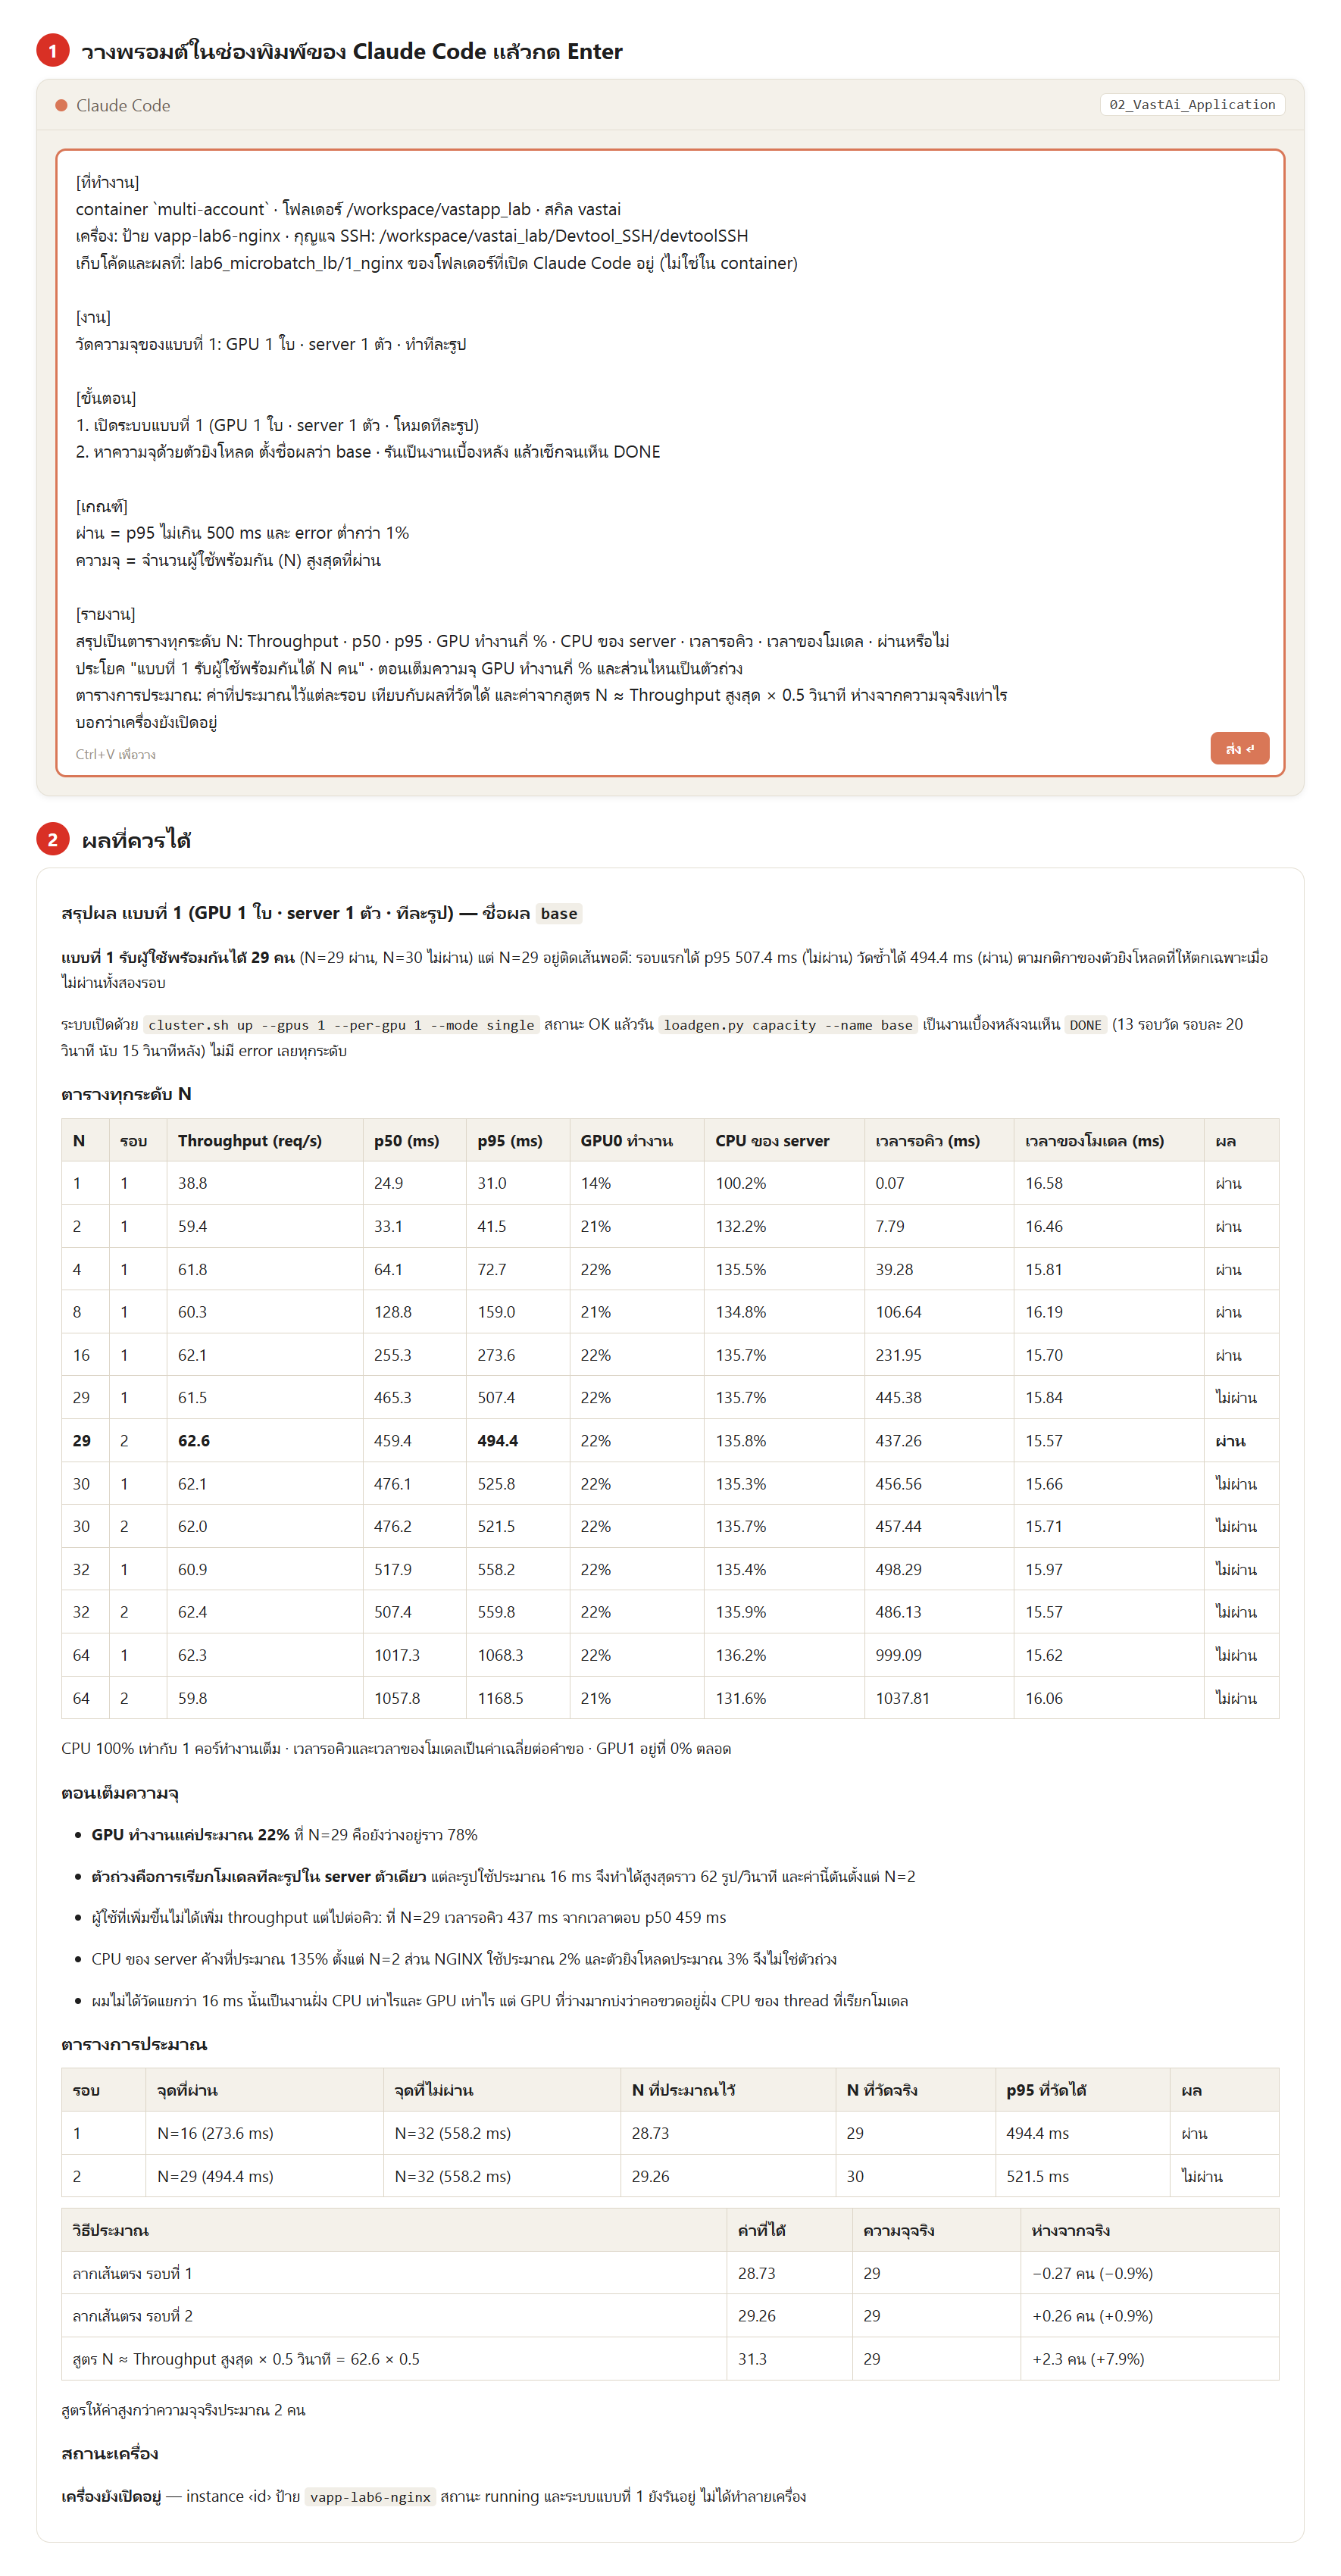 1 วางพรอมต์ในช่องพิมพ์ของ Claude Code แล้วกด Enter
Claude Code
02_VastAi_Application
[ที่ทำงาน]
container `multi-account` · โฟลเดอร์ /workspace/vastapp_lab · สกิล vastai
เครื่อง: ป้าย vapp-lab6-nginx · กุญแจ SSH: /workspace/vastai_lab/Devtool_SSH/devtoolSSH
เก็บโค้ดและผลที่: lab6_microbatch_lb/1_nginx ของโฟลเดอร์ที่เปิด Claude Code อยู่ (ไม่ใช่ใน container)
[งาน]
วัดความจุของแบบที่ 1: GPU 1 ใบ · server 1 ตัว · ทำทีละรูป
[ขั้นตอน]
1. เปิดระบบแบบที่ 1 (GPU 1 ใบ · server 1 ตัว · โหมดทีละรูป)
2. หาความจุด้วยตัวยิงโหลด ตั้งชื่อผลว่า base · รันเป็นงานเบื้องหลัง แล้วเช็กจนเห็น DONE
[เกณฑ์]
ผ่าน = p95 ไม่เกิน 500 ms และ error ต่ำกว่า 1%
ความจุ = จำนวนผู้ใช้พร้อมกัน (N) สูงสุดที่ผ่าน
[รายงาน]
สรุปเป็นตารางทุกระดับ N: Throughput · p50 · p95 · GPU ทำงานกี่ % · CPU ของ server · เวลารอคิว · เวลาของโมเดล · ผ่านหรือไม่
ประโยค "แบบที่ 1 รับผู้ใช้พร้อมกันได้ N คน" · ตอนเต็มความจุ GPU ทำงานกี่ % และส่วนไหนเป็นตัวถ่วง
ตารางการประมาณ: ค่าที่ประมาณไว้แต่ละรอบ เทียบกับผลที่วัดได้ และค่าจากสูตร N ≈ Throughput สูงสุด × 0.5 วินาที ห่างจากความจุจริงเท่าไร
บอกว่าเครื่องยังเปิดอยู่
Ctrl+V เพื่อวาง
ส่ง ⏎
2 ผลที่ควรได้
สรุปผล แบบที่ 1 (GPU 1 ใบ · server 1 ตัว · ทีละรูป) — ชื่อผล base
แบบที่ 1 รับผู้ใช้พร้อมกันได้ 29 คน (N=29 ผ่าน, N=30 ไม่ผ่าน) แต่ N=29 อยู่ติดเส้นพอดี: รอบแรกได้ p95 507.4 ms (ไม่ผ่าน) วัดซ้ำได้ 494.4 ms (ผ่าน) ตามกติกาของตัวยิงโหลดที่ให้ตกเฉพาะเมื่อ
ไม่ผ่านทั้งสองรอบ
ระบบเปิดด้วย cluster.sh up --gpus 1 --per-gpu 1 --mode single สถานะ OK แล้วรัน loadgen.py capacity --name base เป็นงานเบื้องหลังจนเห็น DONE (13 รอบวัด รอบละ 20
วินาที นับ 15 วินาทีหลัง) ไม่มี error เลยทุกระดับ
ตารางทุกระดับ N
N รอบ Throughput (req/s) p50 (ms) p95 (ms) GPU0 ทำงาน CPU ของ server เวลารอคิว (ms) เวลาของโมเดล (ms) ผล
1 1 38.8 24.9 31.0 14% 100.2% 0.07 16.58 ผ่าน
2 1 59.4 33.1 41.5 21% 132.2% 7.79 16.46 ผ่าน
4 1 61.8 64.1 72.7 22% 135.5% 39.28 15.81 ผ่าน
8 1 60.3 128.8 159.0 21% 134.8% 106.64 16.19 ผ่าน
16 1 62.1 255.3 273.6 22% 135.7% 231.95 15.70 ผ่าน
29 1 61.5 465.3 507.4 22% 135.7% 445.38 15.84 ไม่ผ่าน
29 2 62.6 459.4 494.4 22% 135.8% 437.26 15.57 ผ่าน
30 1 62.1 476.1 525.8 22% 135.3% 456.56 15.66 ไม่ผ่าน
30 2 62.0 476.2 521.5 22% 135.7% 457.44 15.71 ไม่ผ่าน
32 1 60.9 517.9 558.2 22% 135.4% 498.29 15.97 ไม่ผ่าน
32 2 62.4 507.4 559.8 22% 135.9% 486.13 15.57 ไม่ผ่าน
64 1 62.3 1017.3 1068.3 22% 136.2% 999.09 15.62 ไม่ผ่าน
64 2 59.8 1057.8 1168.5 21% 131.6% 1037.81 16.06 ไม่ผ่าน
CPU 100% เท่ากับ 1 คอร์ทำงานเต็ม · เวลารอคิวและเวลาของโมเดลเป็นค่าเฉลี่ยต่อคำขอ · GPU1 อยู่ที่ 0% ตลอด
ตอนเต็มความจุ
• GPU ทำงานแค่ประมาณ 22% ที่ N=29 คือยังว่างอยู่ราว 78%
• ตัวถ่วงคือการเรียกโมเดลทีละรูปใน server ตัวเดียว แต่ละรูปใช้ประมาณ 16 ms จึงทำได้สูงสุดราว 62 รูป/วินาที และค่านี้ตันตั้งแต่ N=2
• ผู้ใช้ที่เพิ่มขึ้นไม่ได้เพิ่ม throughput แต่ไปต่อคิว: ที่ N=29 เวลารอคิว 437 ms จากเวลาตอบ p50 459 ms
• CPU ของ server ค้างที่ประมาณ 135% ตั้งแต่ N=2 ส่วน NGINX ใช้ประมาณ 2% และตัวยิงโหลดประมาณ 3% จึงไม่ใช่ตัวถ่วง
• ผมไม่ได้วัดแยกว่า 16 ms นั้นเป็นงานฝั่ง CPU เท่าไรและ GPU เท่าไร แต่ GPU ที่ว่างมากบ่งว่าคอขวดอยู่ฝั่ง CPU ของ thread ที่เรียกโมเดล
ตารางการประมาณ
รอบ จุดที่ผ่าน จุดที่ไม่ผ่าน N ที่ประมาณไว้ N ที่วัดจริง p95 ที่วัดได้ ผล
1 N=16 (273.6 ms) N=32 (558.2 ms) 28.73 29 494.4 ms ผ่าน
2 N=29 (494.4 ms) N=32 (558.2 ms) 29.26 30 521.5 ms ไม่ผ่าน
วิธีประมาณ ค่าที่ได้ ความจุจริง ห่างจากจริง
ลากเส้นตรง รอบที่ 1 28.73 29 −0.27 คน (−0.9%)
ลากเส้นตรง รอบที่ 2 29.26 29 +0.26 คน (+0.9%)
สูตร N ≈ Throughput สูงสุด × 0.5 วินาที = 62.6 × 0.5 31.3 29 +2.3 คน (+7.9%)
สูตรให้ค่าสูงกว่าความจุจริงประมาณ 2 คน
สถานะเครื่อง
เครื่องยังเปิดอยู่ — instance ‹id› ป้าย vapp-lab6-nginx สถานะ running และระบบแบบที่ 1 ยังรันอยู่ ไม่ได้ทำลายเครื่อง